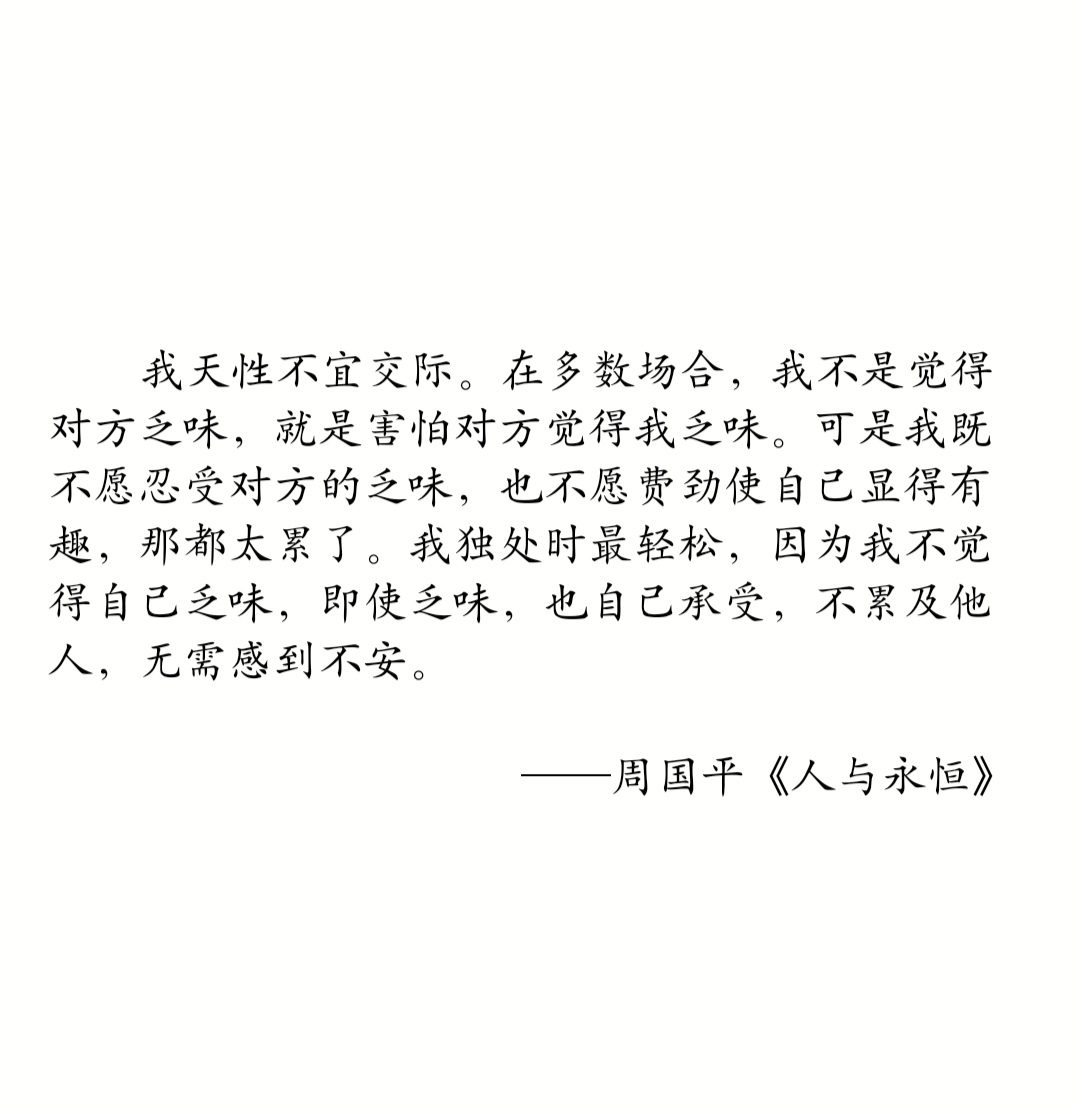 我天性不宜交际。在多数场合，我不是觉得
对方乏味，就是害怕对方觉得我乏味。可是我既
不愿忍受对方的乏味，也不愿费劲使自己显得有
趣，那都太累了。我独处时最轻松，因为我不觉
得自己乏味，即使乏味，也自己承受，不累及他
人，无需感到不安。
——周国平《人与永恒》